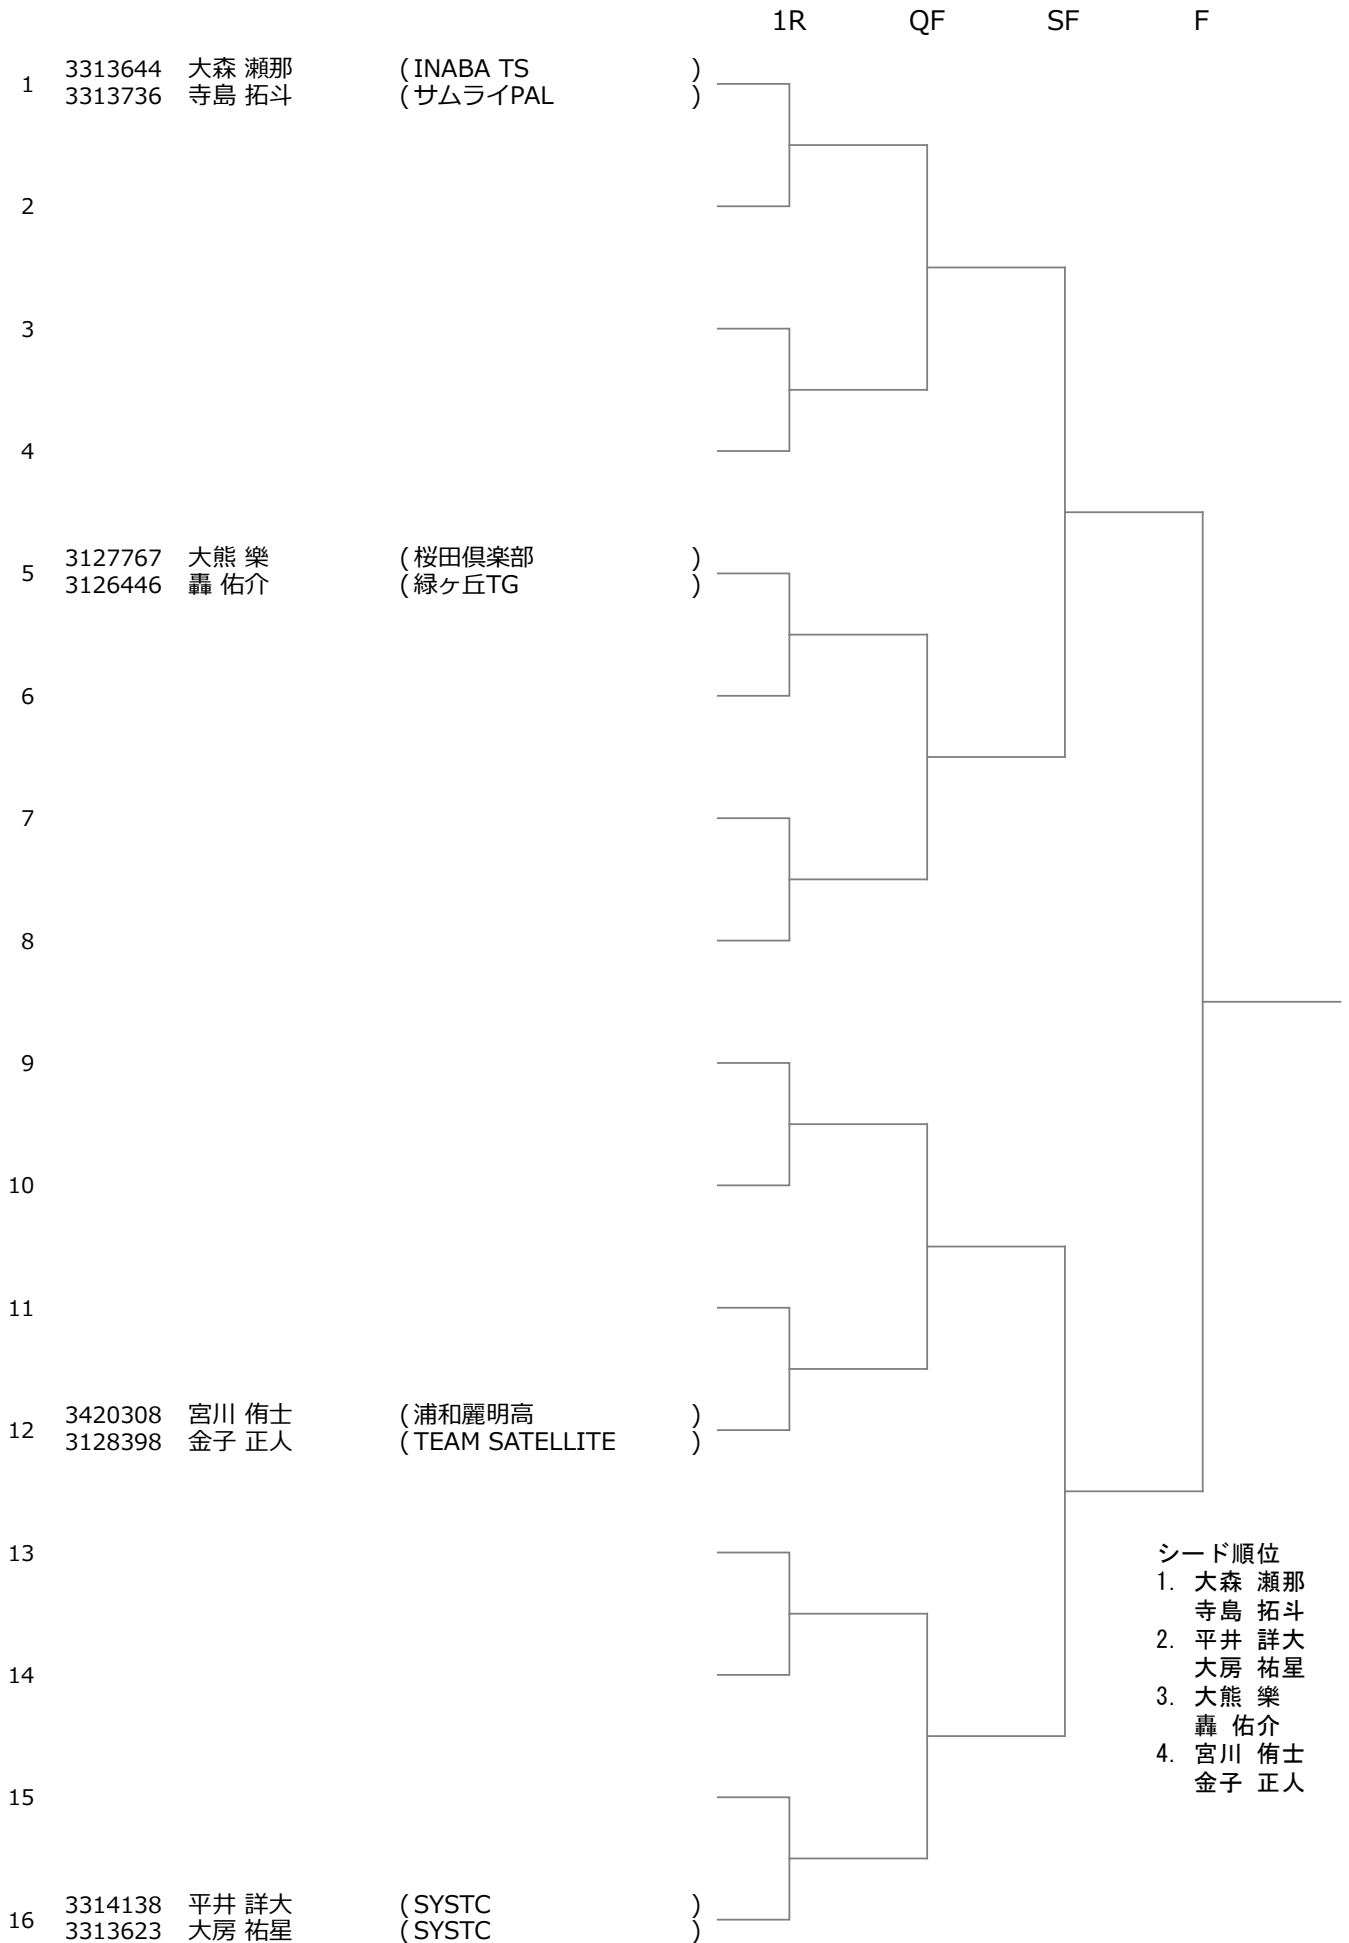 1R QF SF F
1 3313644 大森 瀬那 ( INABA TS )
3313736 寺島 拓斗 ( サムライPAL )
2
3
4
5 3127767 大熊 樂 ( 桜田倶楽部 )
3126446 轟 佑介 ( 緑ヶ丘TG )
6
7
8
9
10
11
12 3420308 宮川 侑士 ( 浦和麗明高 )
3128398 金子 正人 ( TEAM SATELLITE )
13
14
15
16 3314138 平井 詳大 ( SYSTC )
3313623 大房 祐星 ( SYSTC )
シード順位
1. 大森 瀬那
寺島 拓斗
2. 平井 詳大
大房 祐星
3. 大熊 樂
轟 佑介
4. 宮川 侑士
金子 正人